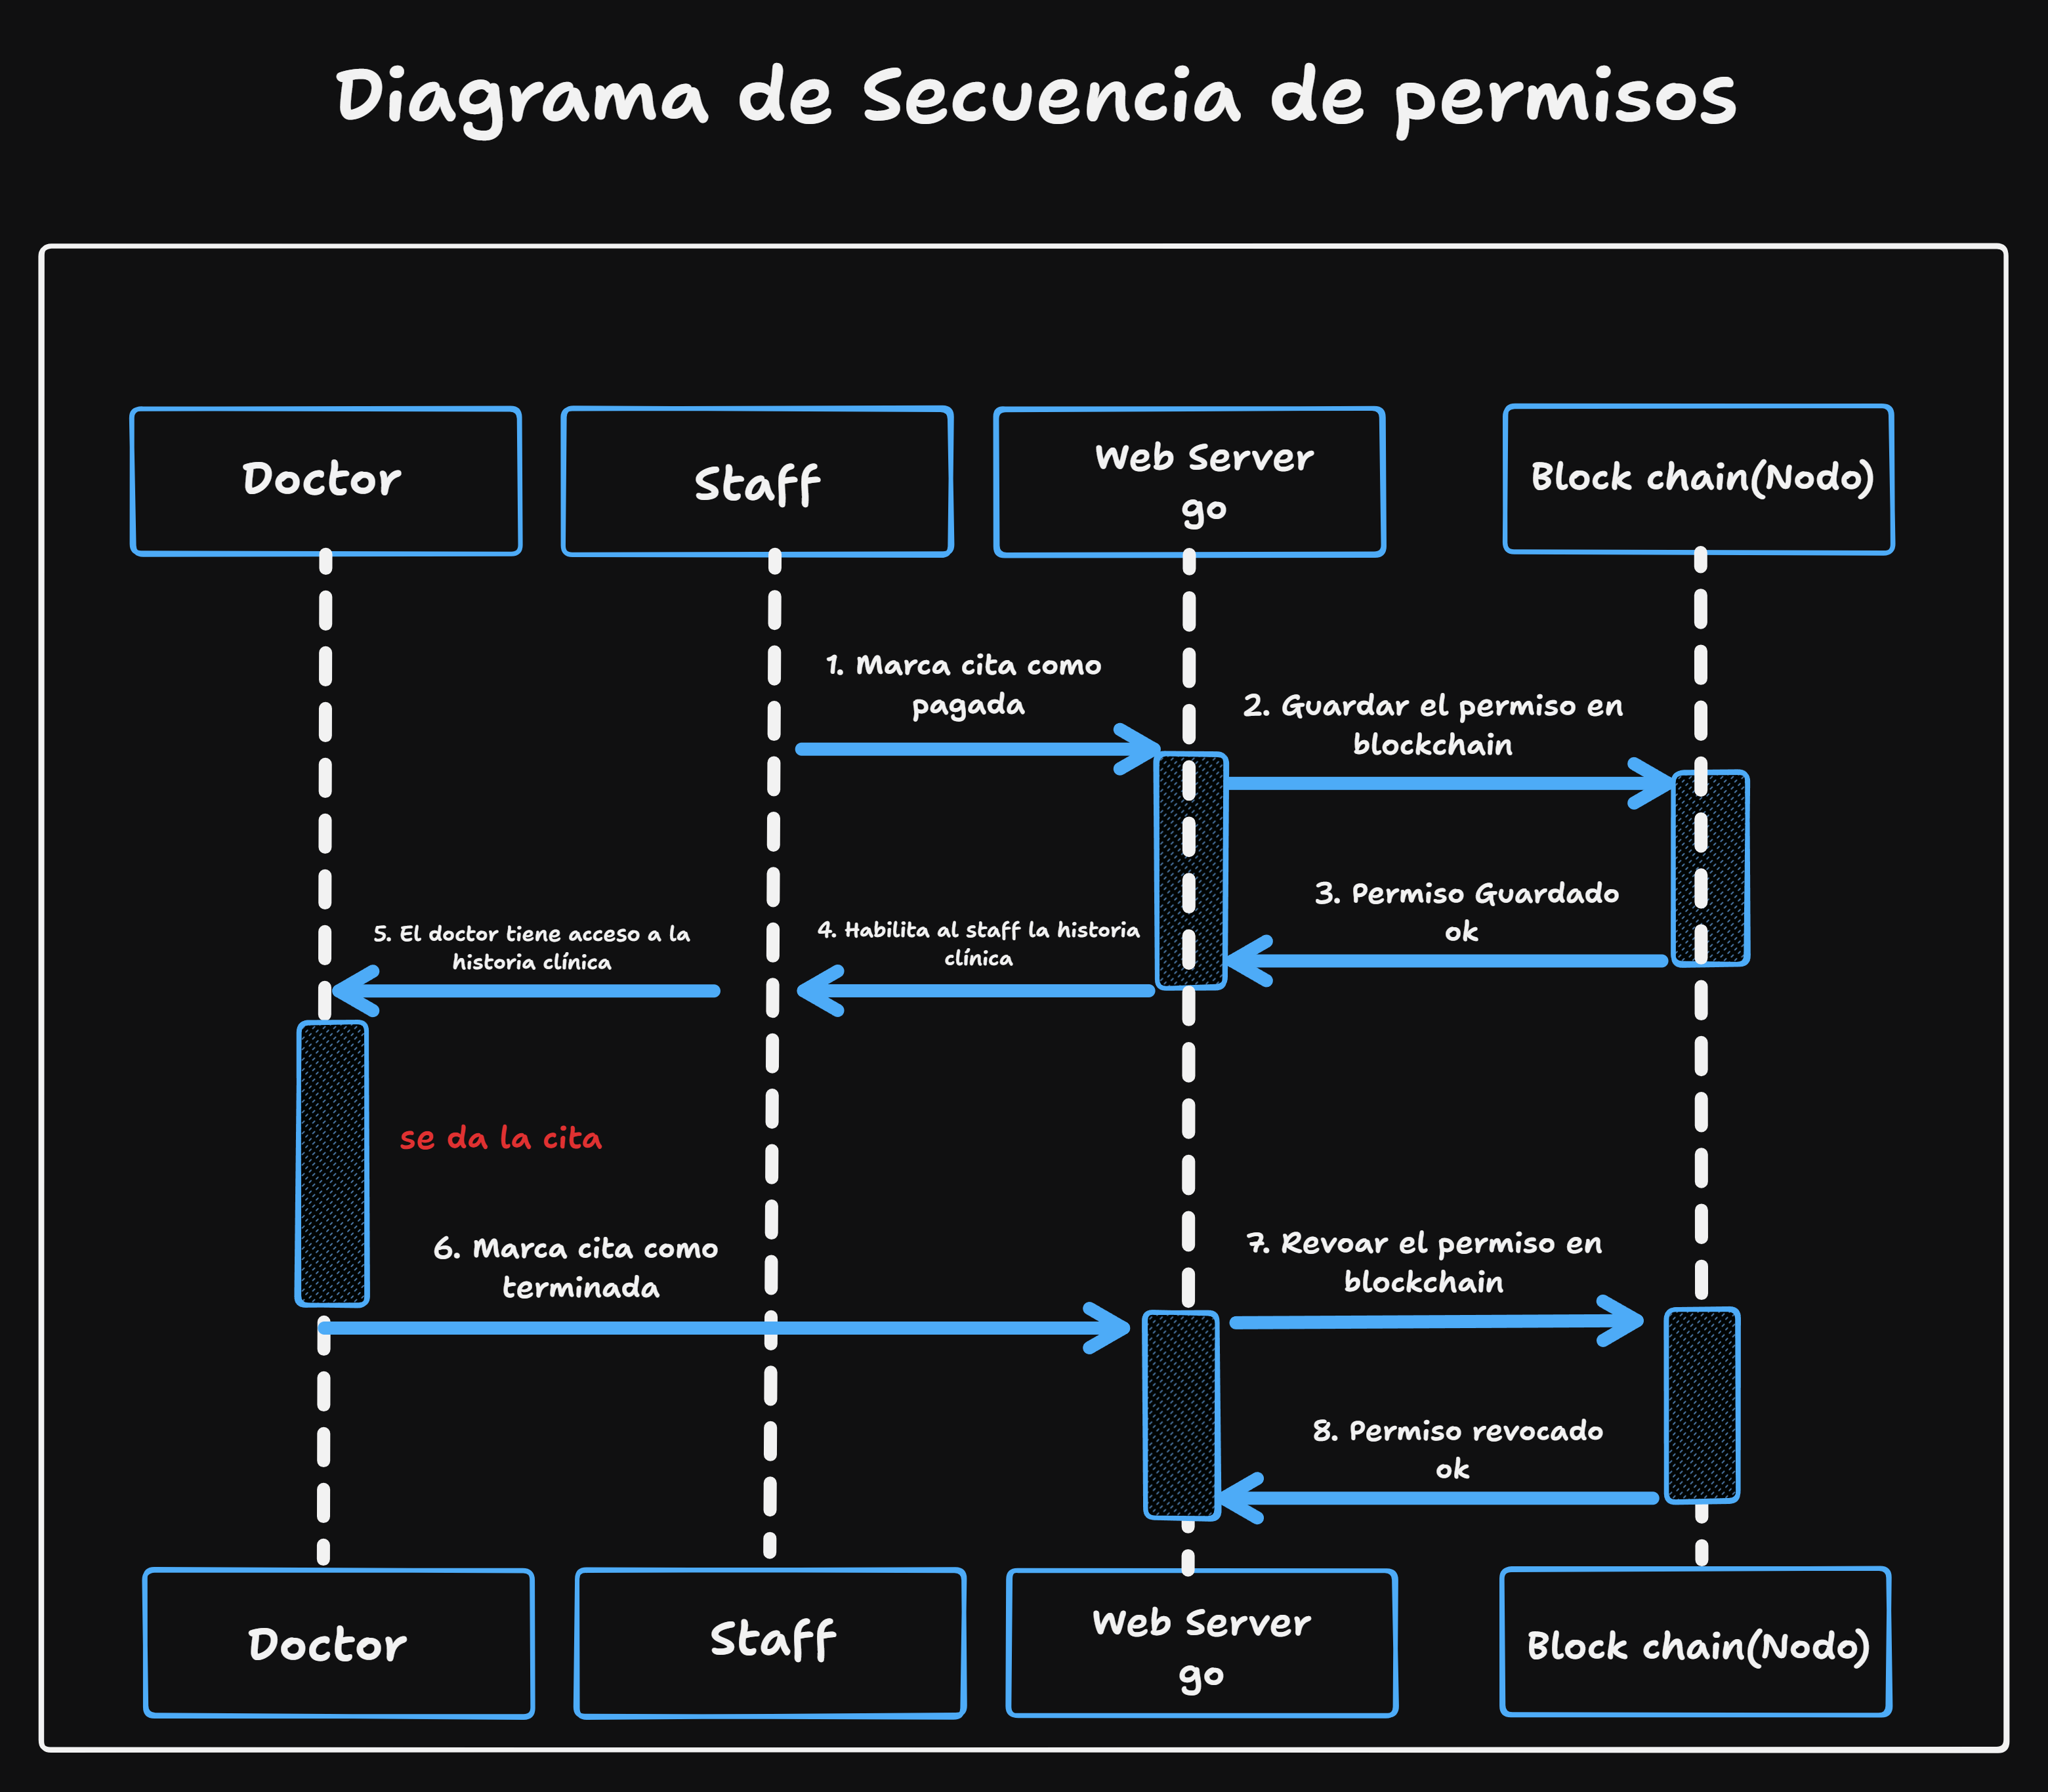 Diagrama de Secuencia de permisos
Doctor
Staff
Web Server
go
Block chain(Nodo)
1. Marca cita como
pagada
2. Guardar el permiso en
blockchain
3. Permiso Guardado
ok
4. Habilita al staff la historia
clínica
5. El doctor tiene acceso a la
historia clínica
se da la cita
6. Marca cita como
terminada
7. Revoar el permiso en
blockchain
8. Permiso revocado
ok
Doctor
Staff
Web Server
go
Block chain(Nodo)